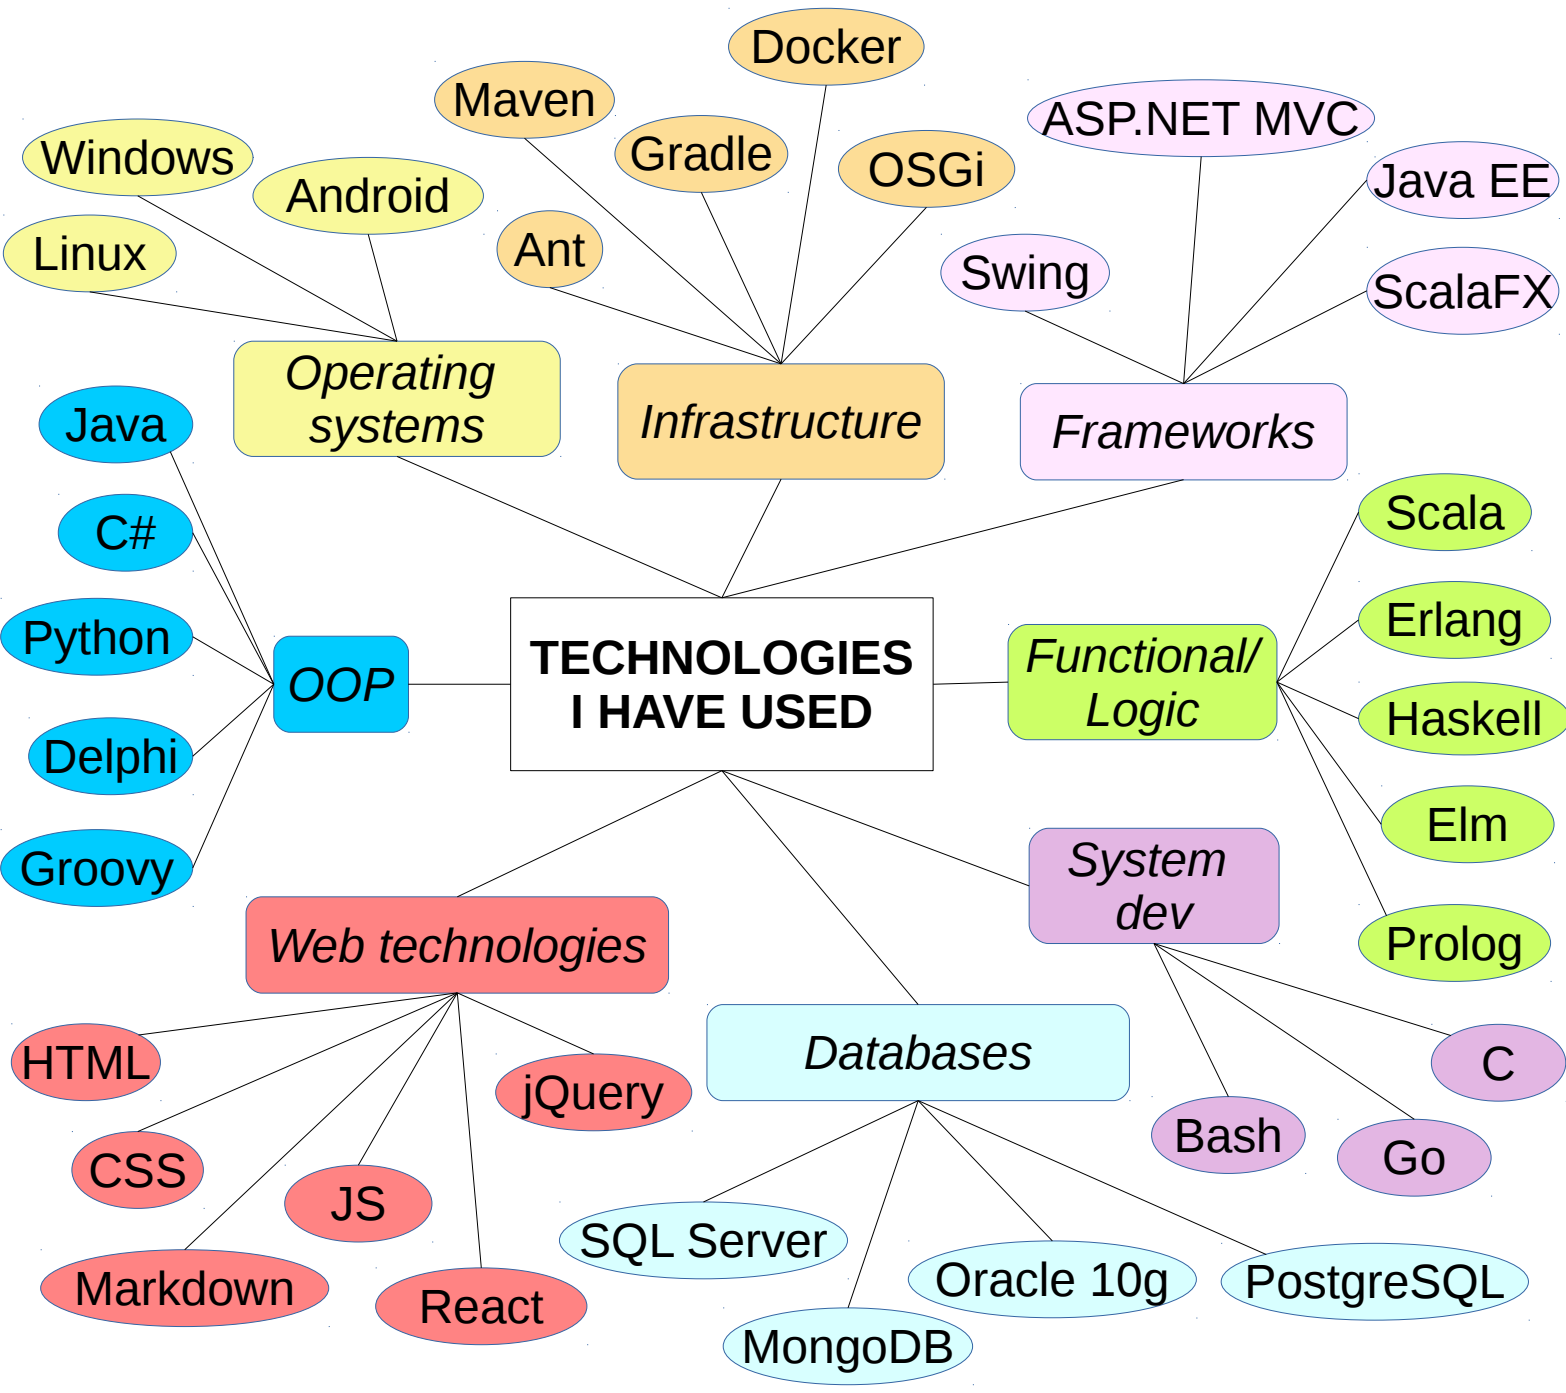 Docker
Maven
ASP.NET MVC
Gradle
Windows
OSGi
Java EE
Android
Ant
Linux
Swing
ScalaFX
Operating
systems
Infrastructure
Frameworks
Java
Scala
C#
Erlang
Python
OOP
TECHNOLOGIES
I HAVE USED
Functional/
Logic
Haskell
Delphi
Elm
Groovy
System
dev
Web technologies
Prolog
HTML
jQuery
Databases
C
CSS
JS
Bash
Go
Markdown
React
SQL Server
Oracle 10g
PostgreSQL
MongoDB